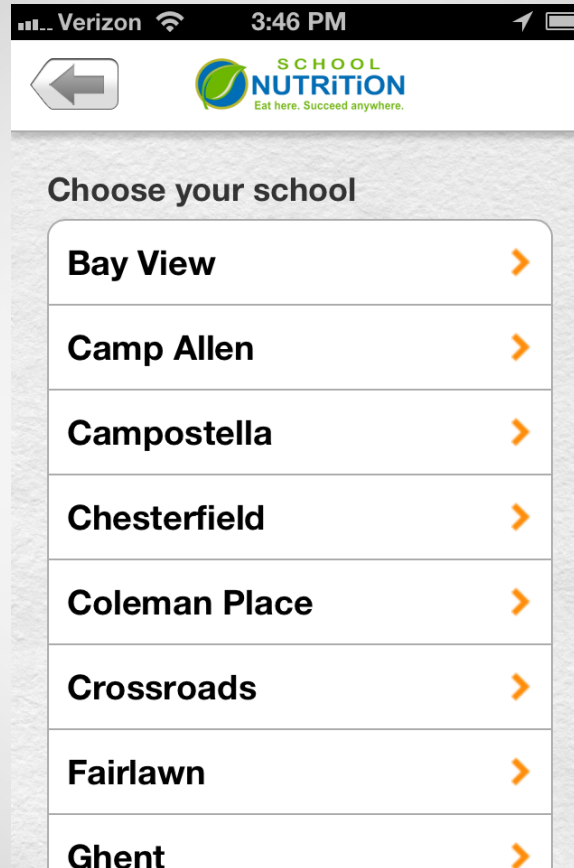 Verizon 3:46 PM
SCHOOL
NUTRiTiON
Eat here. Succeed anywhere.
Choose your school
Bay View
Camp Allen
Campostella
Chesterfield
Coleman Place
Crossroads
Fairlawn
Ghent